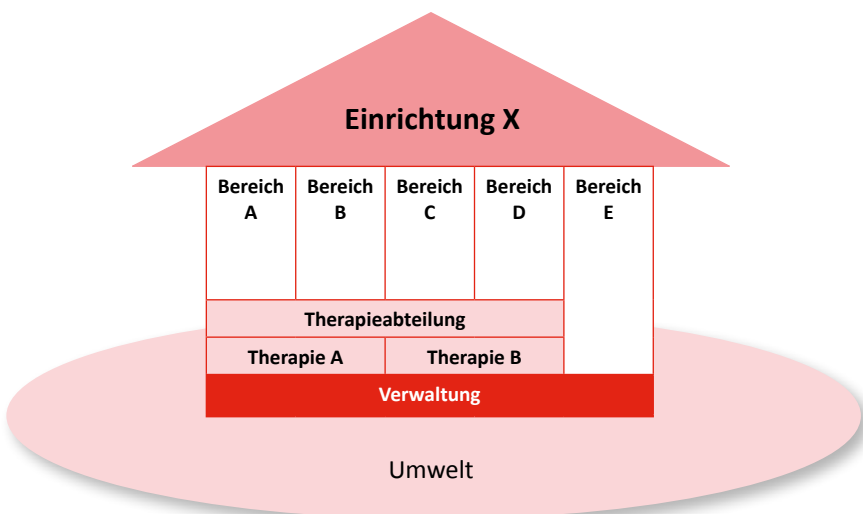 Einrichtung X
Bereich A
Bereich B
Bereich C
Bereich D
Bereich E
Therapieabteilung
Therapie A
Therapie B
Verwaltung
Umwelt